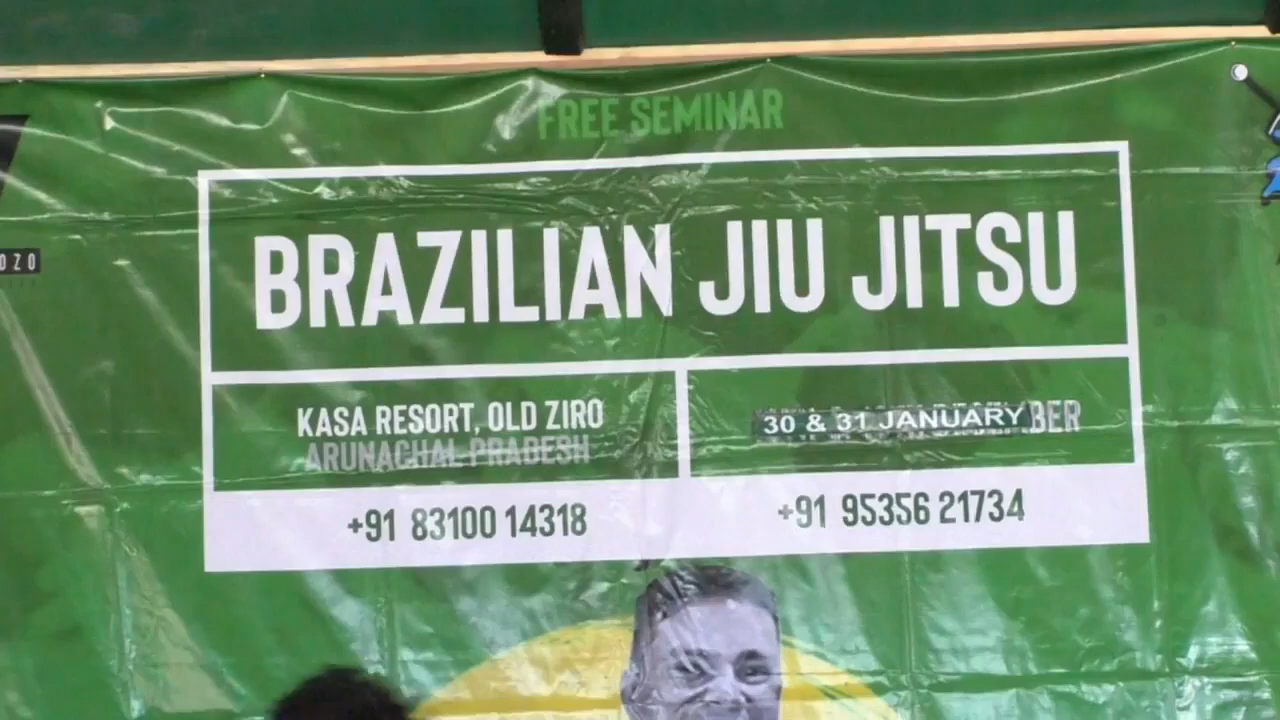 FREE SEMINAR
BRAZILIAN JIU JITSU
KASA RESORT, OLD ZIRO
ARUNACHAL PRADESH
30 & 31 JANUARY BER
+91 83100 14318
+91 95356 21734
OZO